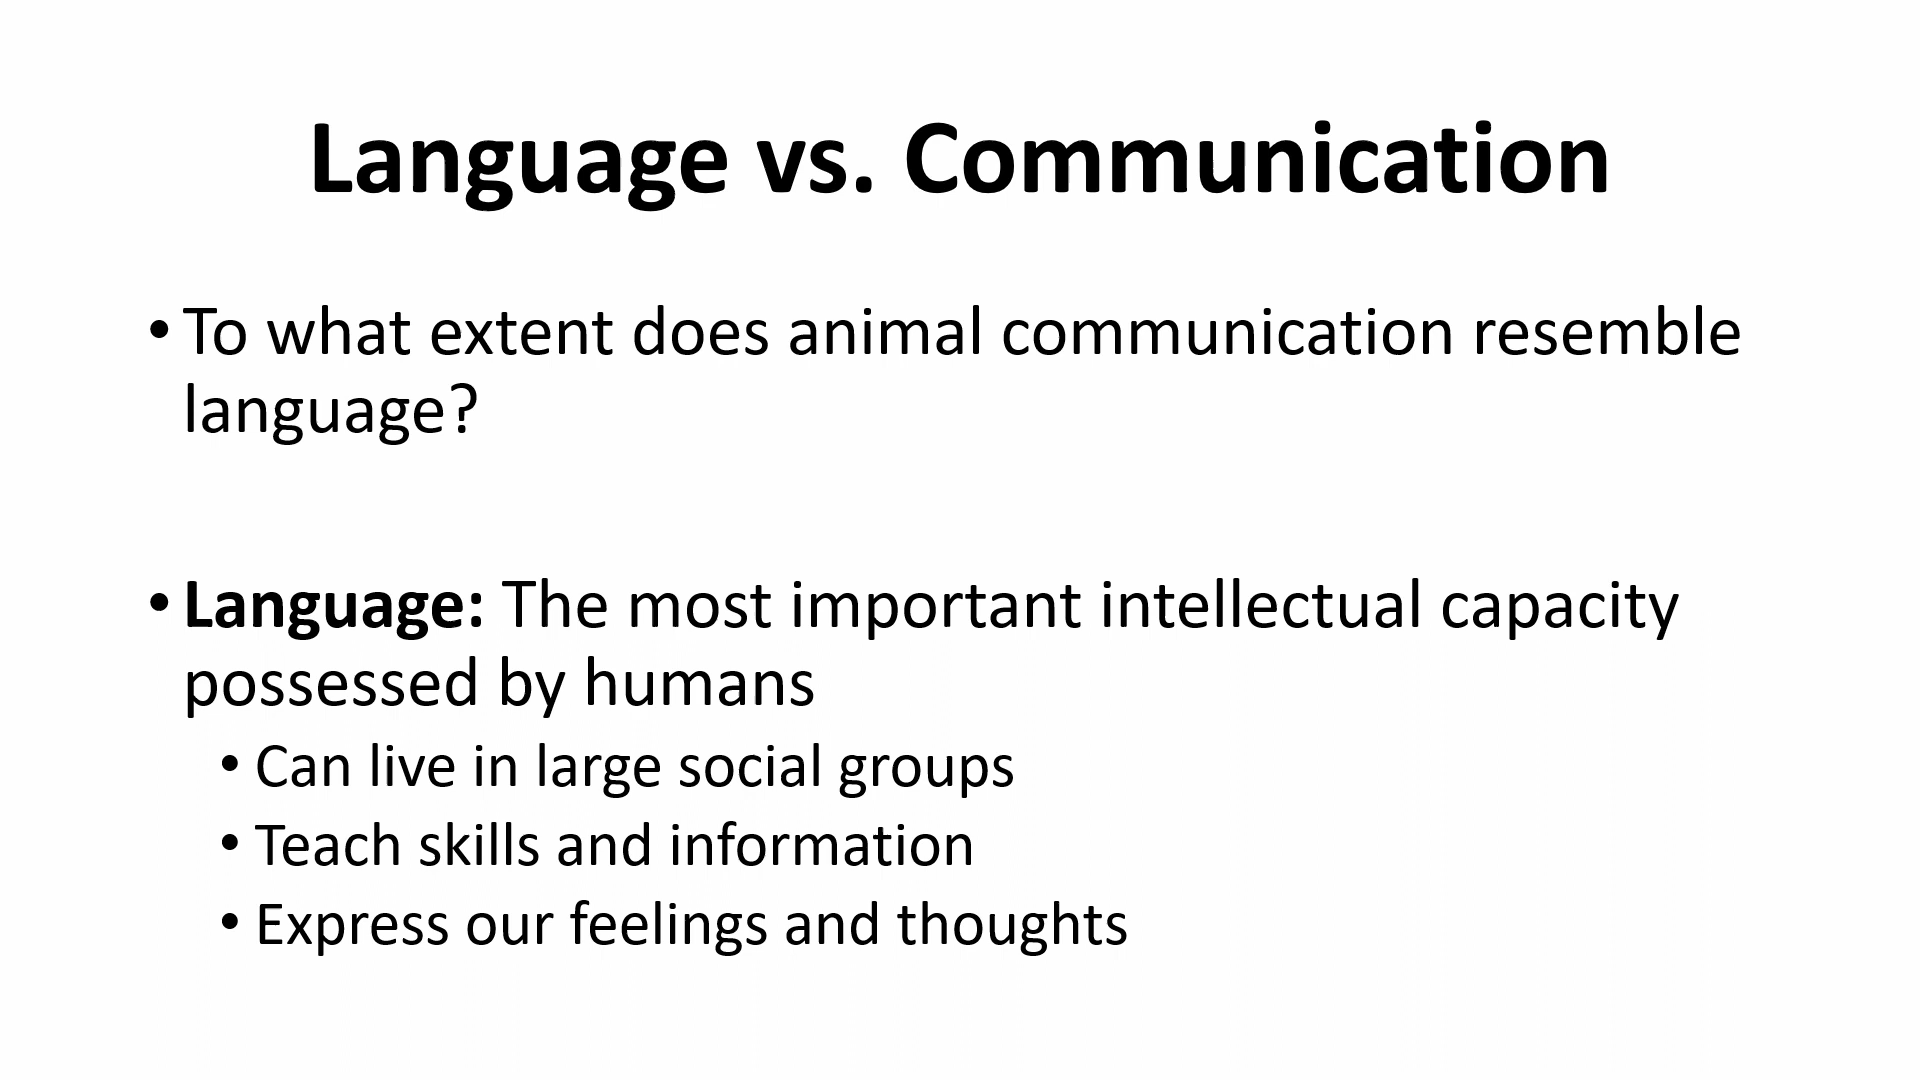 Language vs. Communication
• To what extent does animal communication resemble
language?
• Language: The most important intellectual capacity
possessed by humans
• Can live in large social groups
• Teach skills and information
• Express our feelings and thoughts